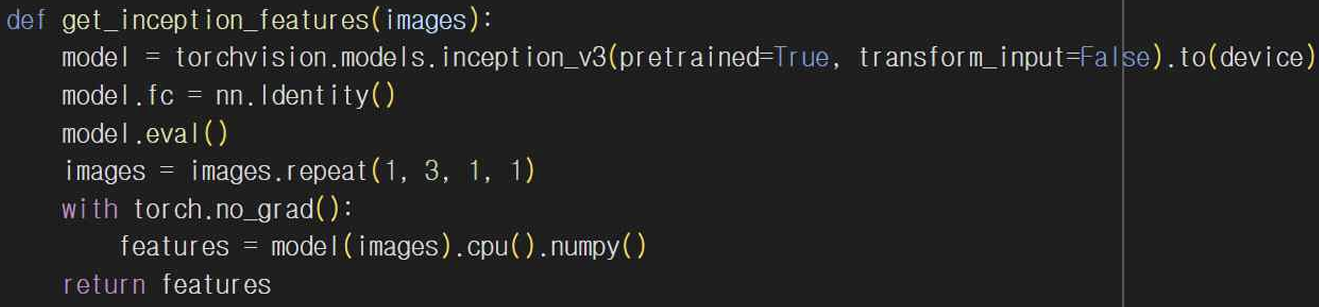 def get_inception_features(images):
    model = torchvision.models.inception_v3(pretrained=True, transform_input=False).to(device)
    model.fc = nn.Identity()
    model.eval()
    images = images.repeat(1, 3, 1, 1)
    with torch.no_grad():
        features = model(images).cpu().numpy()
    return features